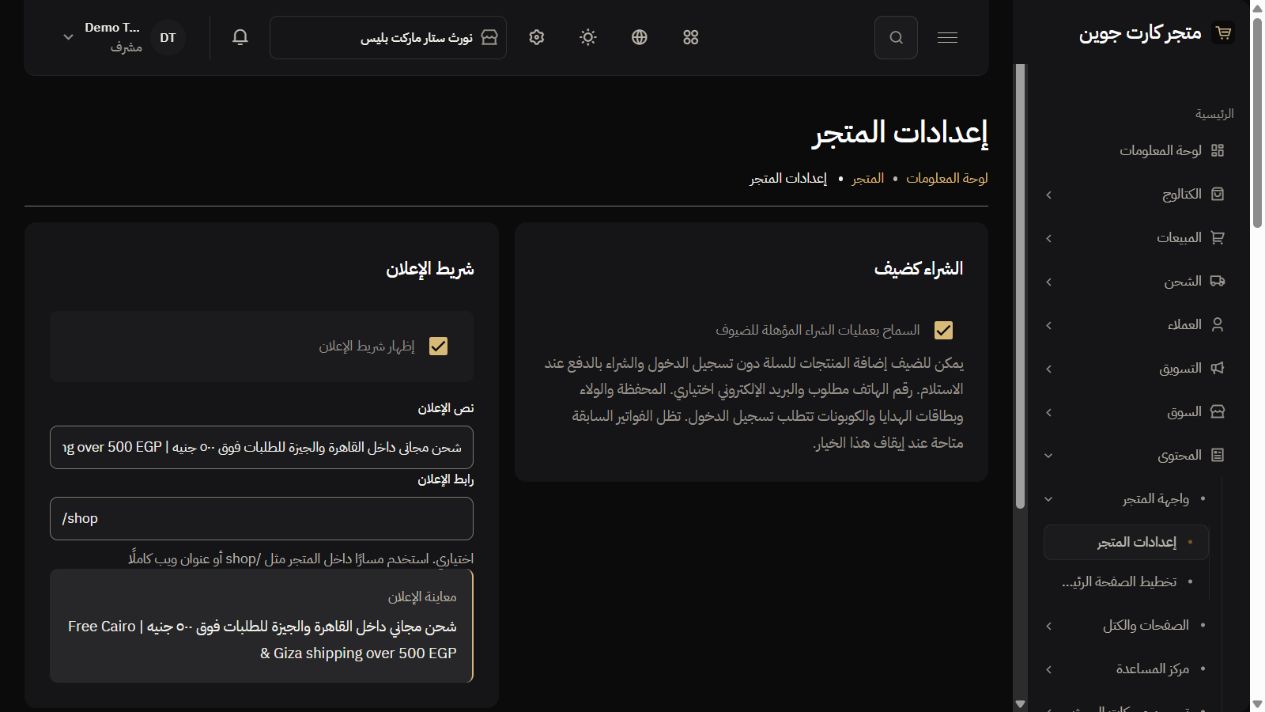 متجر كارت جوين
نورث ستار ماركت بليس
Demo T...
مشرف
DT
الرئيسية
لوحة المعلومات
الكتالوج
المبيعات
الشحن
العملاء
التسويق
السوق
المحتوى
واجهة المتجر
إعدادات المتجر
تخطيط الصفحة الرئيـ...
الصفحات والكتل
مركز المساعدة
إعدادات المتجر
لوحة المعلومات • المتجر • إعدادات المتجر
الشراء كضيف
السماح بعمليات الشراء المؤهلة للضيوف
يمكن للضيف إضافة المنتجات للسلة دون تسجيل الدخول والشراء بالدفع عند
الاستلام. رقم الهاتف مطلوب والبريد الإلكتروني اختياري. المحفظة والولاء
وبطاقات الهدايا والكوبونات تتطلب تسجيل الدخول. تظل الفواتير السابقة
متاحة عند إيقاف هذا الخيار.
شريط الإعلان
إظهار شريط الإعلان
نص الإعلان
شحن مجاني داخل القاهرة والجيزة للطلبات فوق ٥٠٠ جنيه | ng over 500 EGP
رابط الإعلان
/shop
اختياري. استخدم مسارًا داخل المتجر مثل /shop أو عنوان ويب كاملًا
معاينة الإعلان
شحن مجاني داخل القاهرة والجيزة للطلبات فوق ٥٠٠ جنيه | Free Cairo
& Giza shipping over 500 EGP